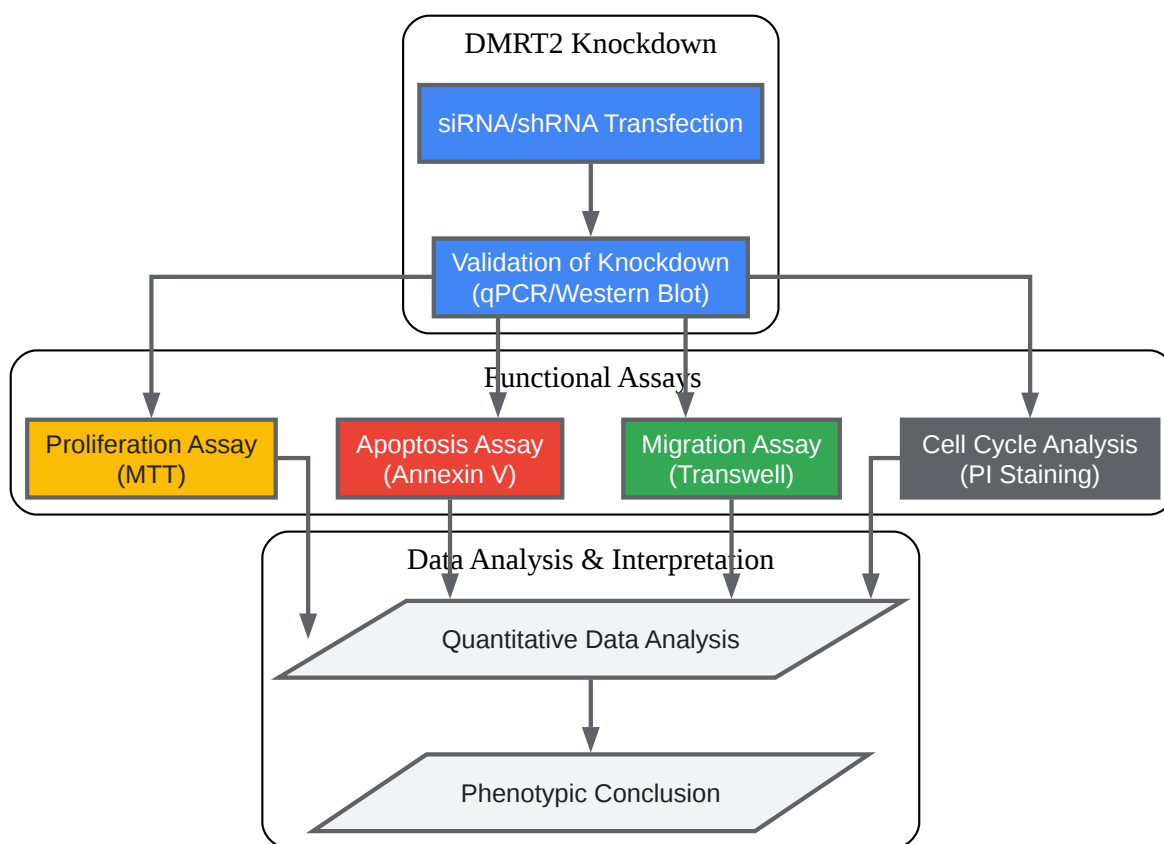 DMRT2 Knockdown
siRNA/shRNA Transfection
Validation of Knockdown
(qPCR/Western Blot)
Functional Assays
Proliferation Assay
(MTT)
Apoptosis Assay
(Annexin V)
Migration Assay
(Transwell)
Cell Cycle Analysis
(PI Staining)
Data Analysis & Interpretation
Quantitative Data Analysis
Phenotypic Conclusion